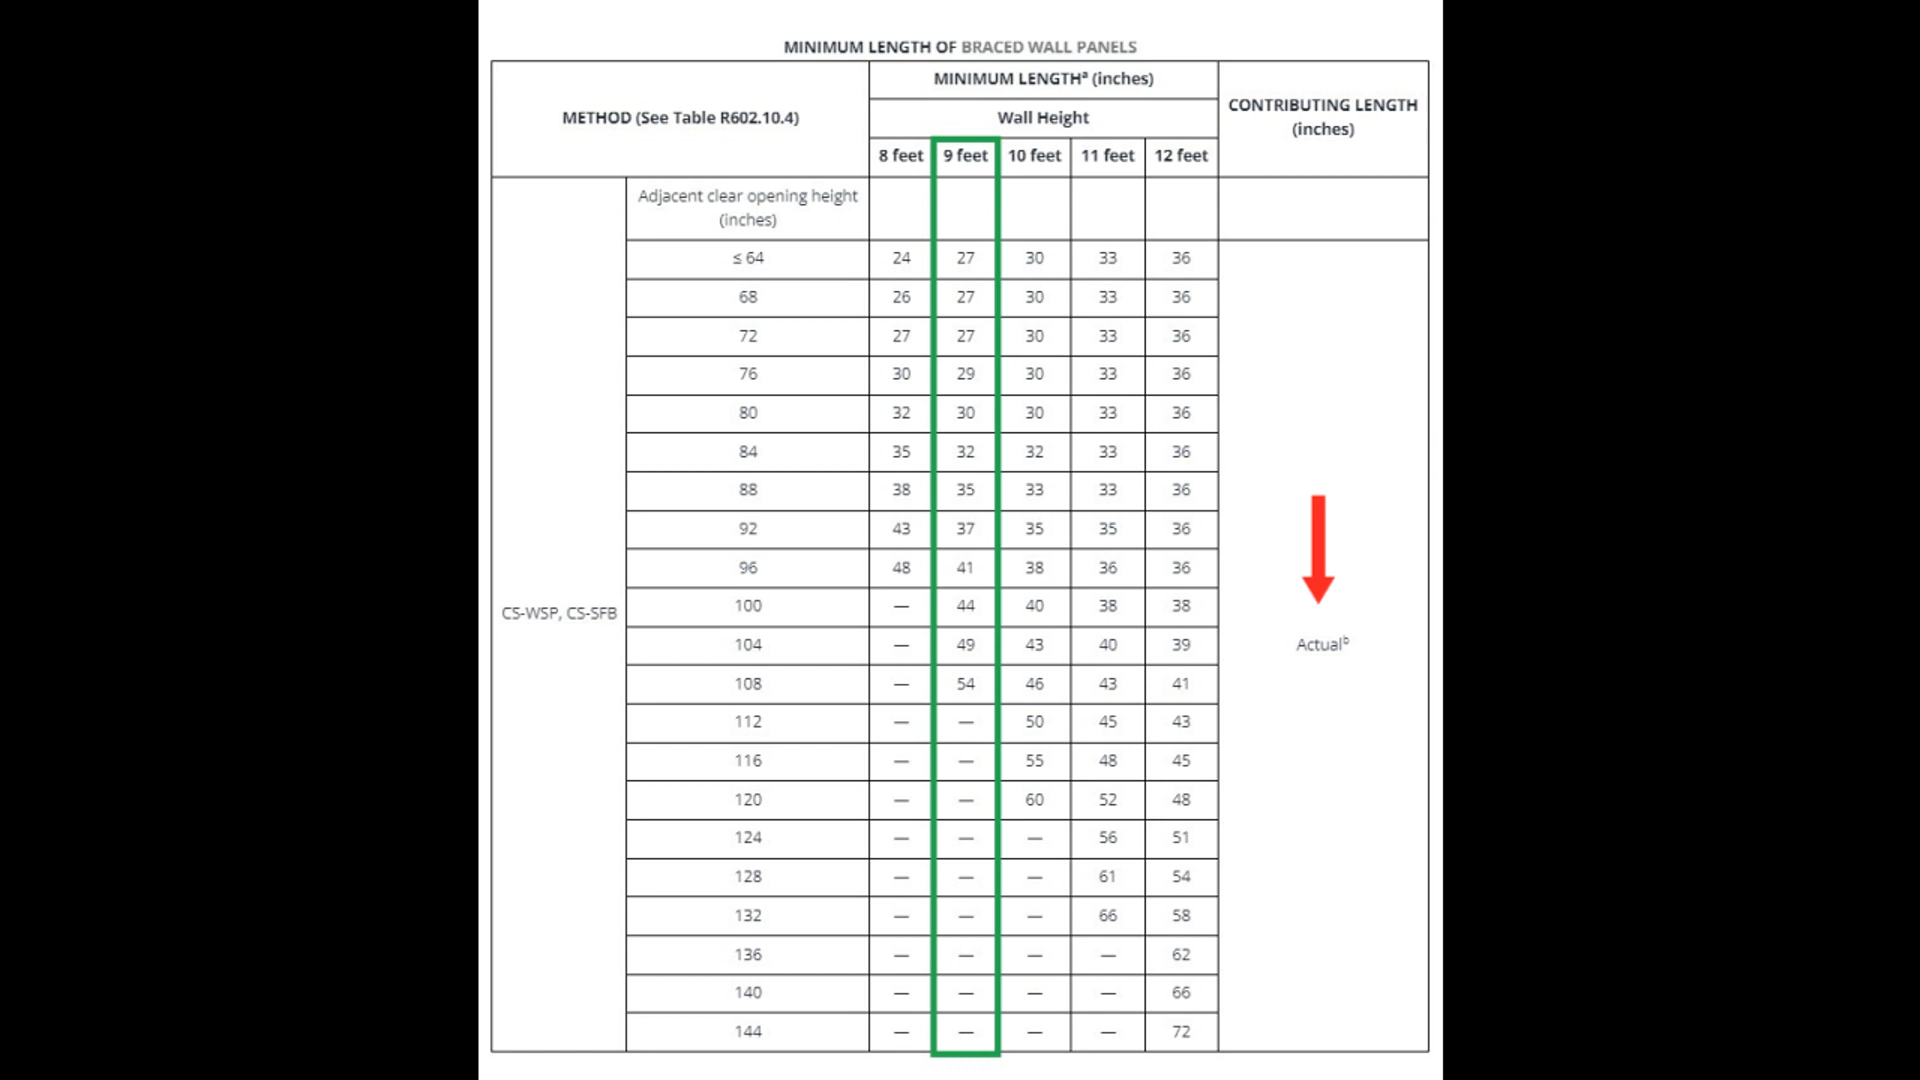 MINIMUM LENGTH OF BRACED WALL PANELS
METHOD (See Table R602.10.4)
MINIMUM LENGTHᵃ (inches)
CONTRIBUTING LENGTH
(inches)
Wall Height
8 feet 9 feet 10 feet 11 feet 12 feet
CS-WSP, CS-SFB
Adjacent clear opening height
(inches)
≤ 64 24 27 30 33 36
68 26 27 30 33 36
72 27 27 30 33 36
76 30 29 30 33 36
80 32 30 30 33 36
84 35 32 32 33 36
88 38 35 33 33 36
92 43 37 35 35 36
96 48 41 38 36 36
100 — 44 40 38 38
104 — 49 43 40 39
108 — 54 46 43 41
112 — — 50 45 43
116 — — 55 48 45
120 — — 60 52 48
124 — — — 56 51
128 — — — 61 54
132 — — — 66 58
136 — — — — 62
140 — — — — 66
144 — — — — 72
Actualᵇ